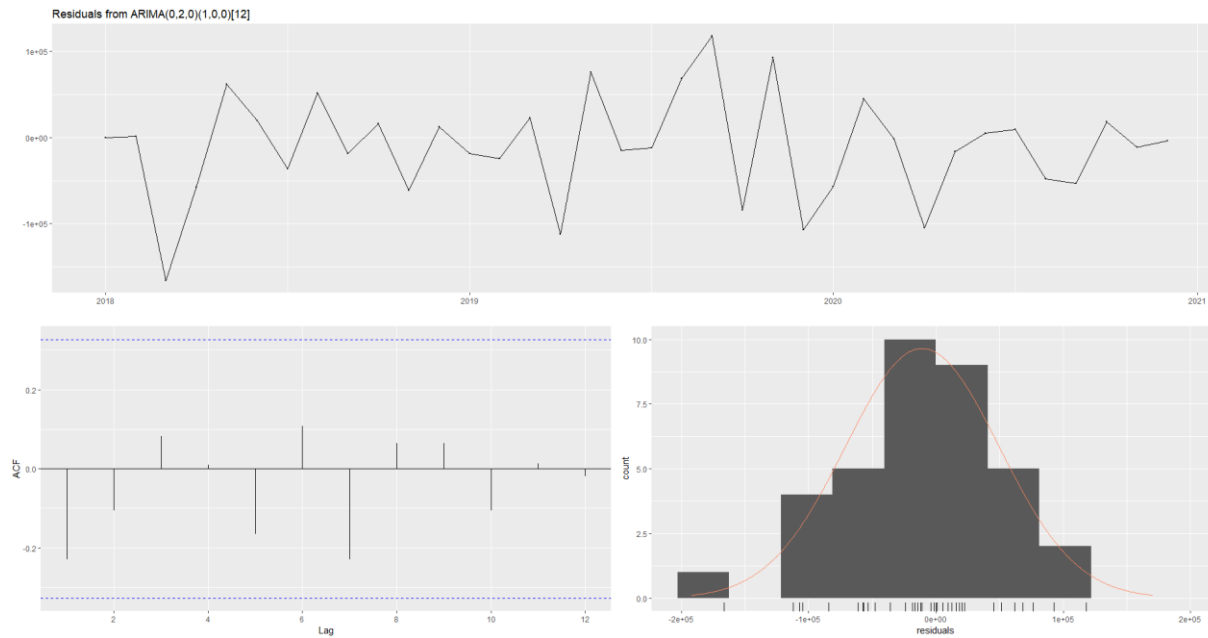 Residuals from ARIMA(0,2,0)(1,0,0)[12]
1e+05
0e+00
-1e+05
2018
2019
2020
2021
ACF
0.2
0.0
-0.2
2
4
6
8
10
12
Lag
count
10.0
7.5
5.0
2.5
0.0
-2e+05
-1e+05
0e+00
1e+05
2e+05
residuals